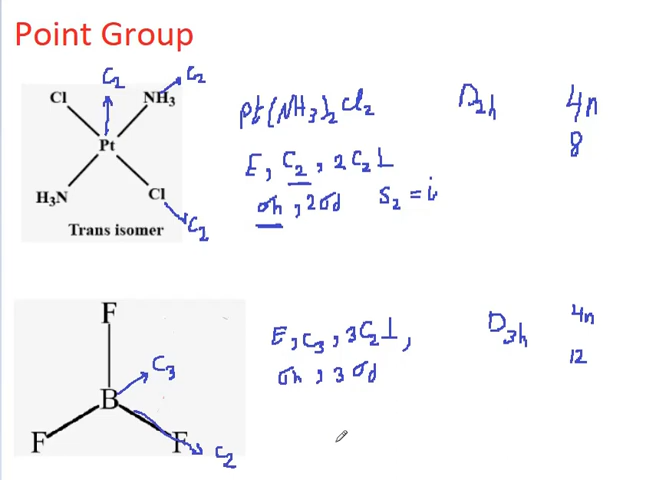 Point Group
C2 C2
Cl NH3 Pt(NH3)2Cl2 D2h 4n
Pt 8
E, C2, 2C2⊥
H3N Cl σh, 2σd S2 = i
C2
Trans isomer
F D3h 4n
E, C3, 3C2⊥,
C3 12
B σh, 3σd
F F C2